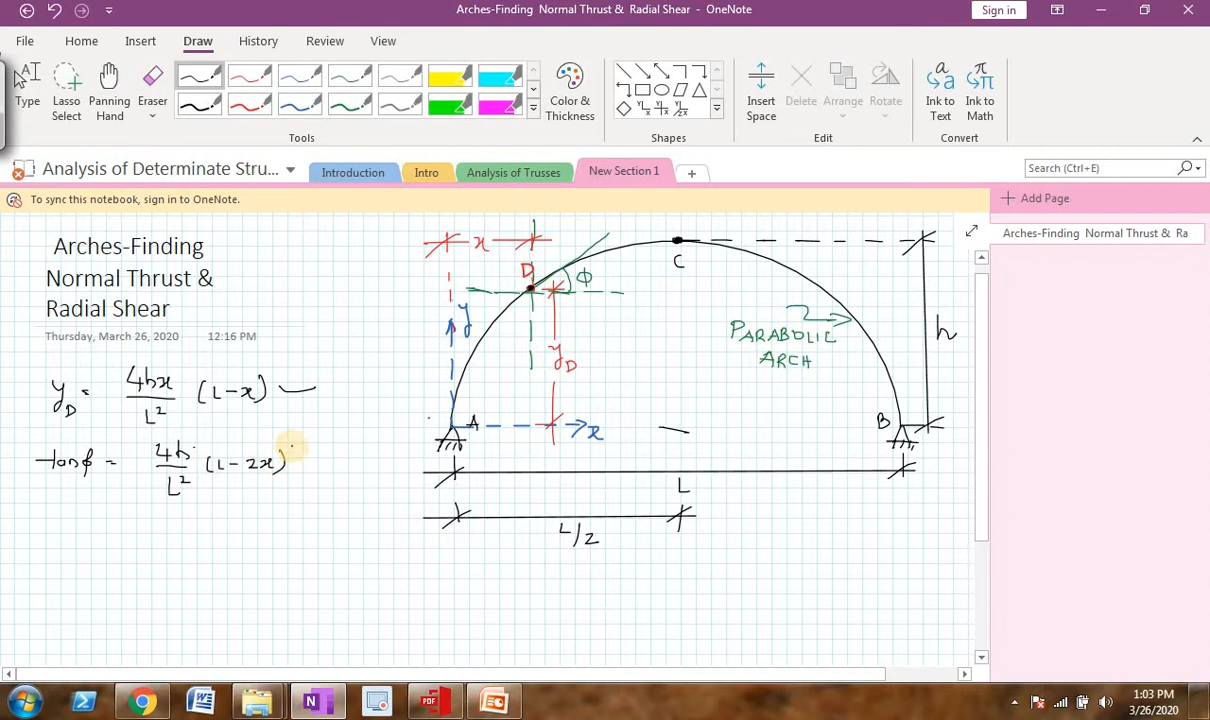 Arches-Finding Normal Thrust & Radial Shear - OneNote
Sign in
File Home Insert Draw History Review View
Type
Lasso Select
Panning Hand
Eraser
Color & Thickness
Insert Space
Delete
Arrange
Rotate
Ink to Text
Ink to Math
Tools
Shapes
Edit
Convert
Analysis of Determinate Stru...
Introduction
Intro
Analysis of Trusses
New Section 1
Search (Ctrl+E)
To sync this notebook, sign in to OneNote.
Add Page
Arches-Finding Normal Thrust & Ra
Arches-Finding
Normal Thrust &
Radial Shear
Thursday, March 26, 2020 12:16 PM
y_D = 4hx/L² (L-x)
tanϕ = 4h/L² (L-2x)
x
D
ϕ
C
y
y_D
PARABOLIC
ARCH
h
A
x
B
L
L/2
1:03 PM
3/26/2020